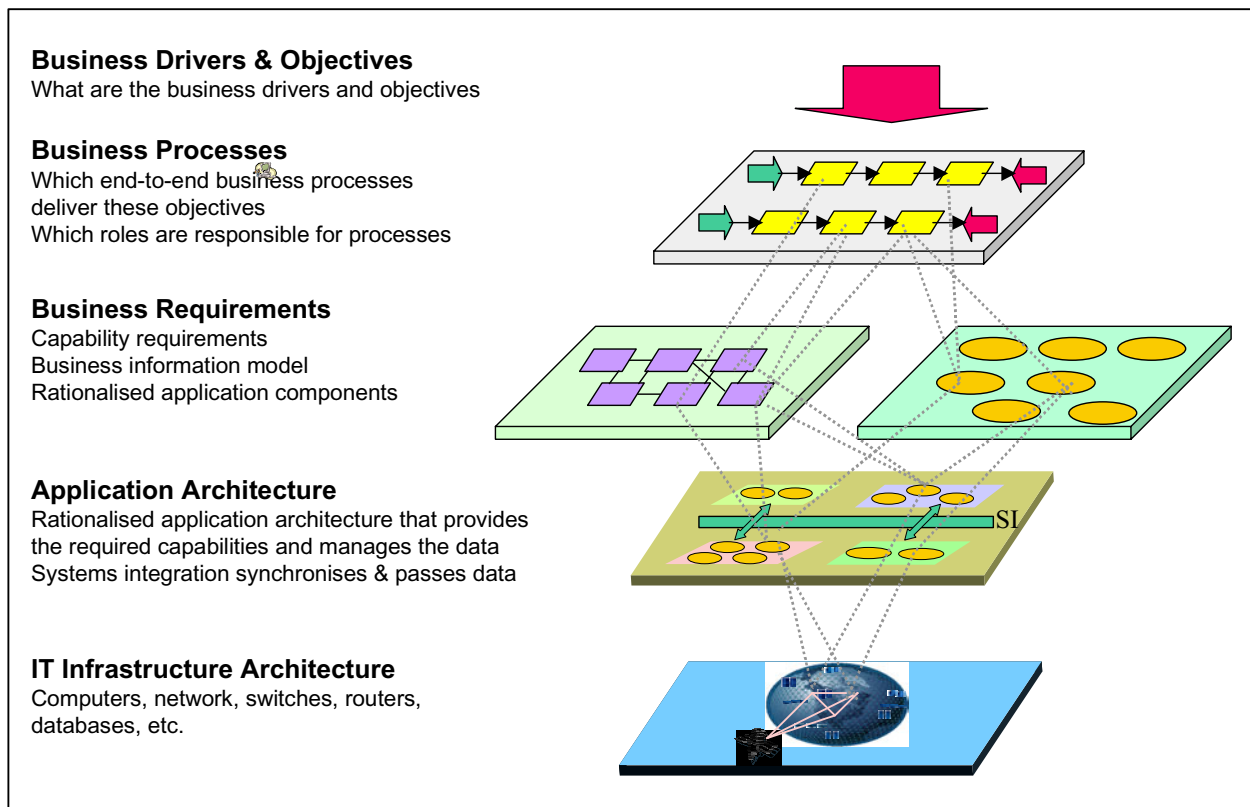 Business Drivers & Objectives
What are the business drivers and objectives
Business Processes
Which end-to-end business processes
deliver these objectives
Which roles are responsible for processes
Business Requirements
Capability requirements
Business information model
Rationalised application components
Application Architecture
Rationalised application architecture that provides
the required capabilities and manages the data
Systems integration synchronises & passes data
SI
IT Infrastructure Architecture
Computers, network, switches, routers,
databases, etc.